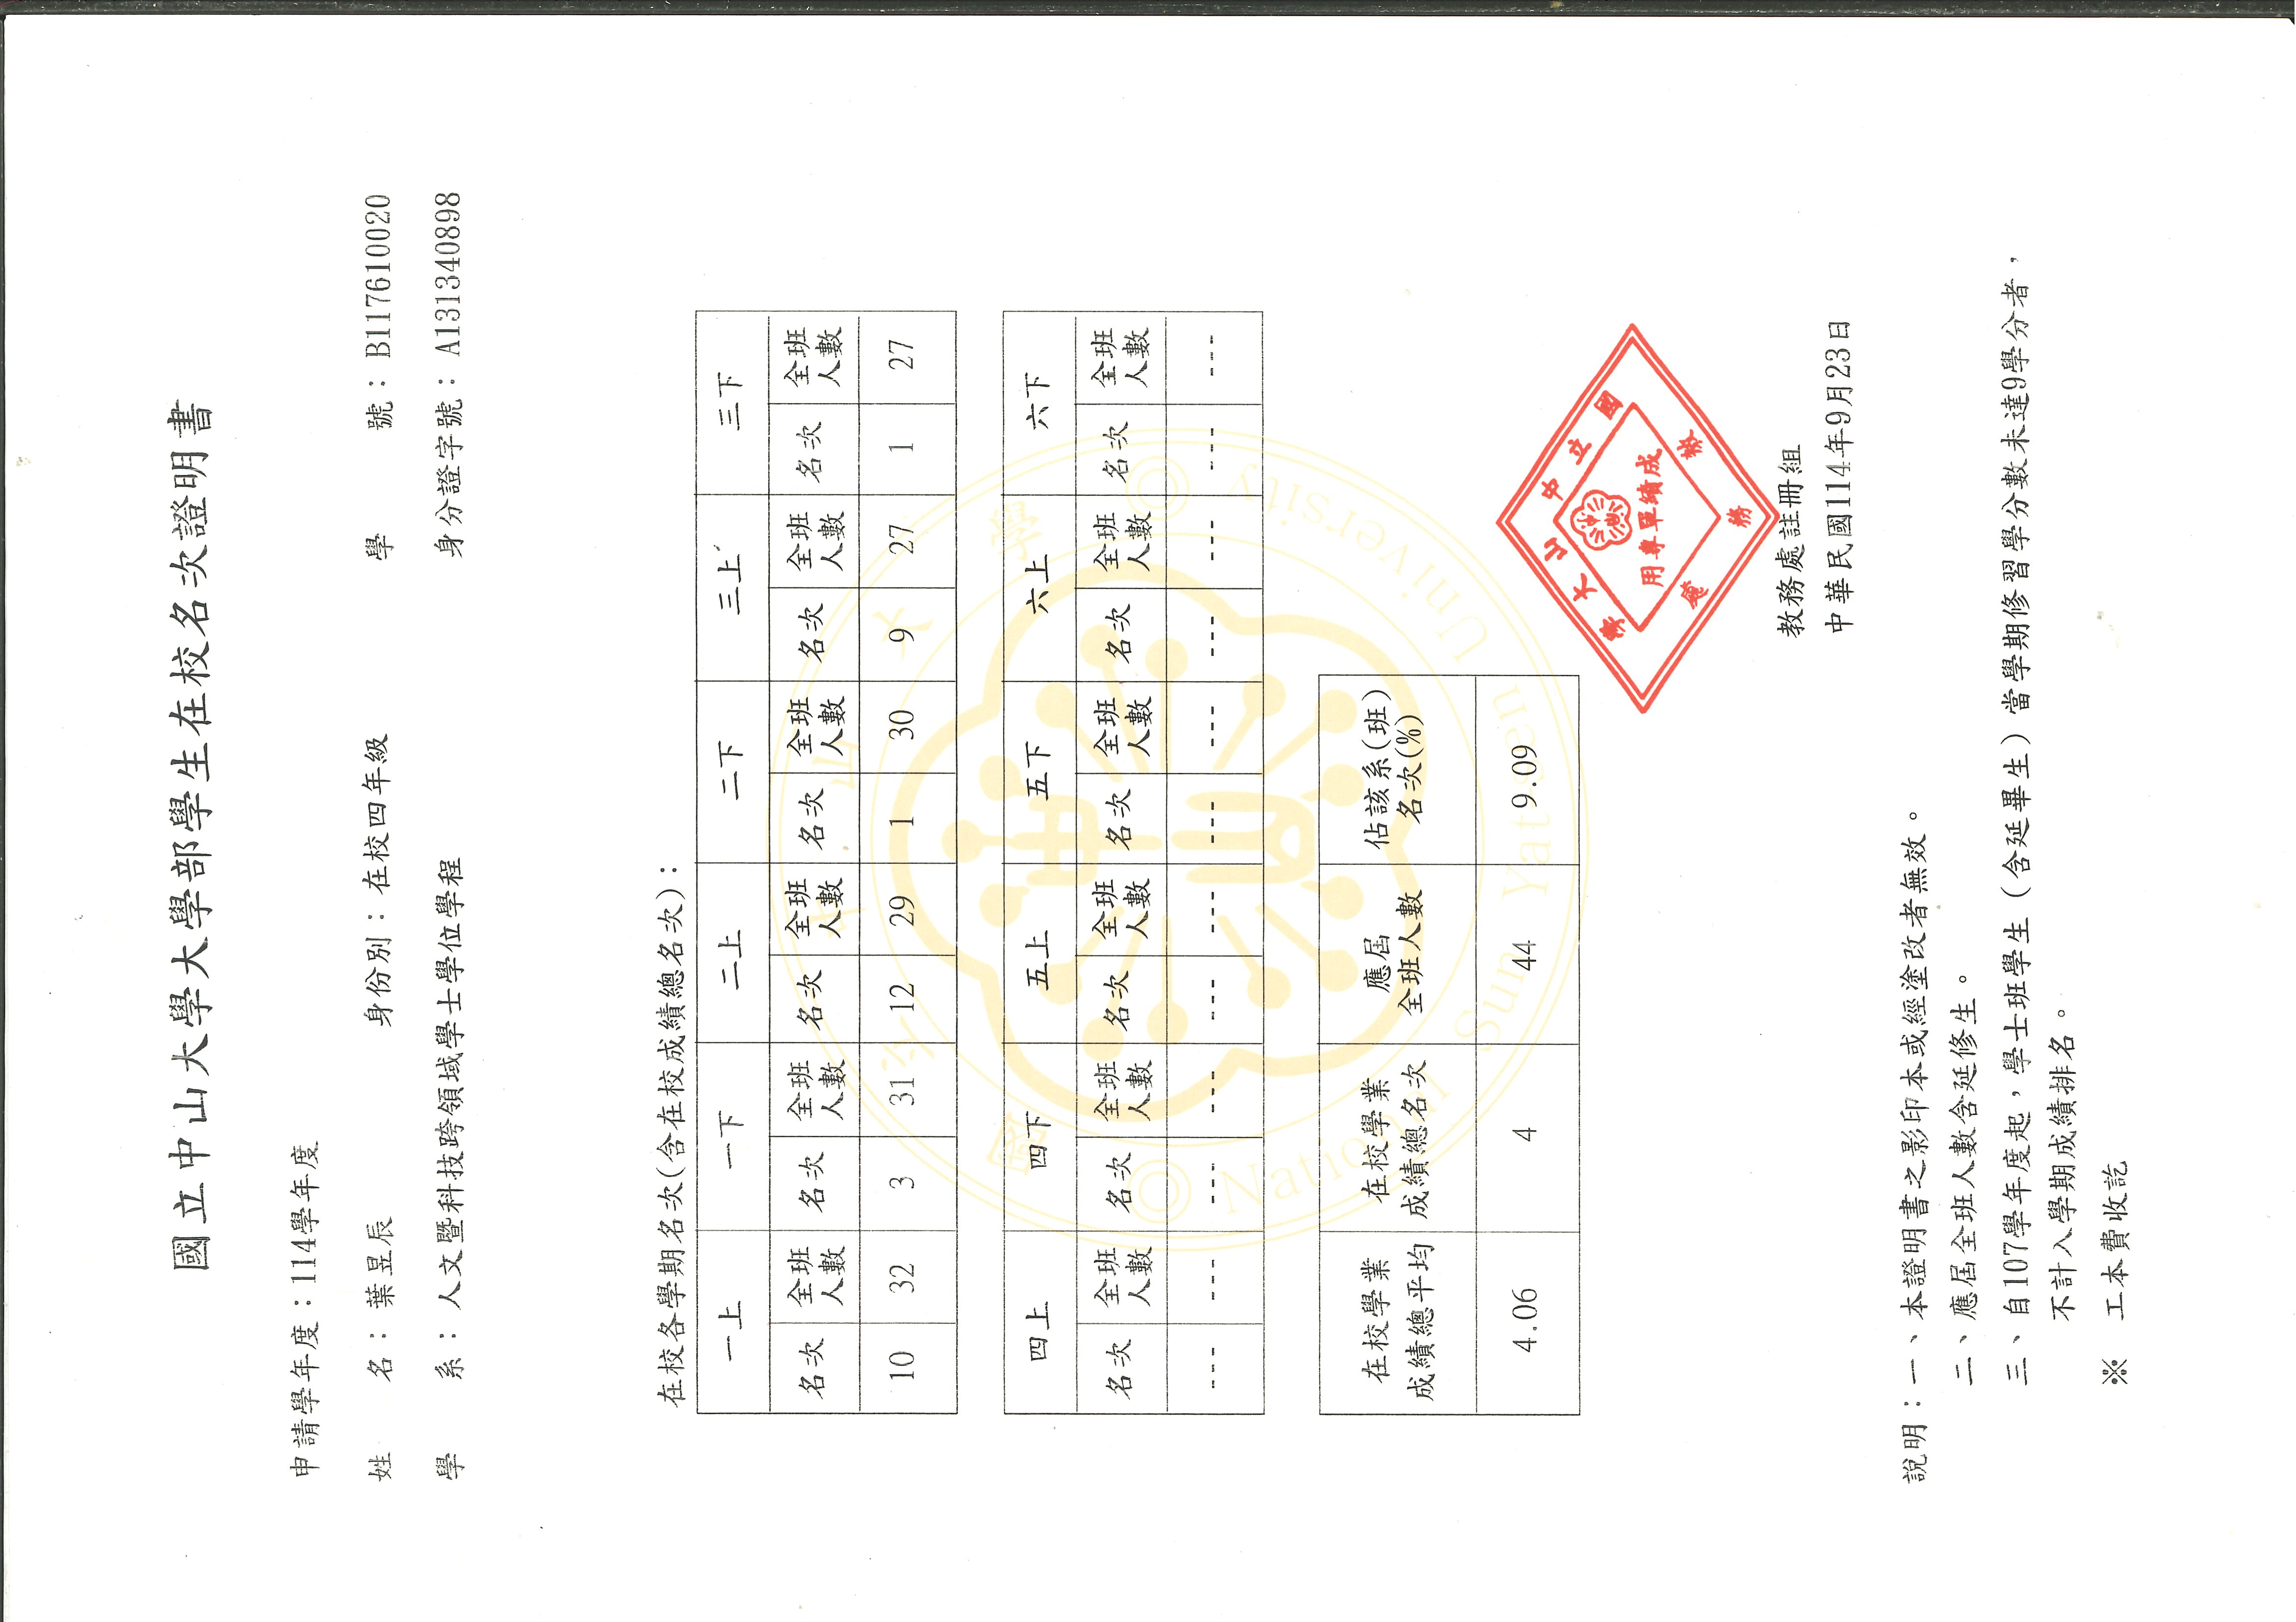 國立中山大學大學部學生在校名次證明書
申請學年度：114學年度
姓 名：葉昱辰 身份別：在校四年級 學 號：B117610020
學 系：人文暨科技跨領域學士學位學程 身分證字號：A131340898
在校各學期名次(含在校成績總名次)：
一上 一下 二上 二下 三上 三下
名次 全班人數 名次 全班人數 名次 全班人數 名次 全班人數 名次 全班人數 名次 全班人數
10 32 3 31 12 29 1 30 9 27 1 27
四上 四下 五上 五下 六上 六下
名次 全班人數 名次 全班人數 名次 全班人數 名次 全班人數 名次 全班人數 名次 全班人數
--- --- --- --- --- --- --- --- --- --- --- ---
在校學業成績總平均 在校學業成績總名次 應屆全班人數 佔該系(班)名次(%)
4.06 4 44 9.09
國立中山大學
教務處
成績單專用
教務處註冊組
中華民國114年9月23日
說明：一、本證明書之影印本或經塗改者無效。
二、應屆全班人數含延修生。
三、自107學年度起，學士班學生（含延畢生）當學期修習學分數未達9學分者，
不計入學期成績排名。
※ 工本費收訖
國立中山大學
National Sun Yat-sen University